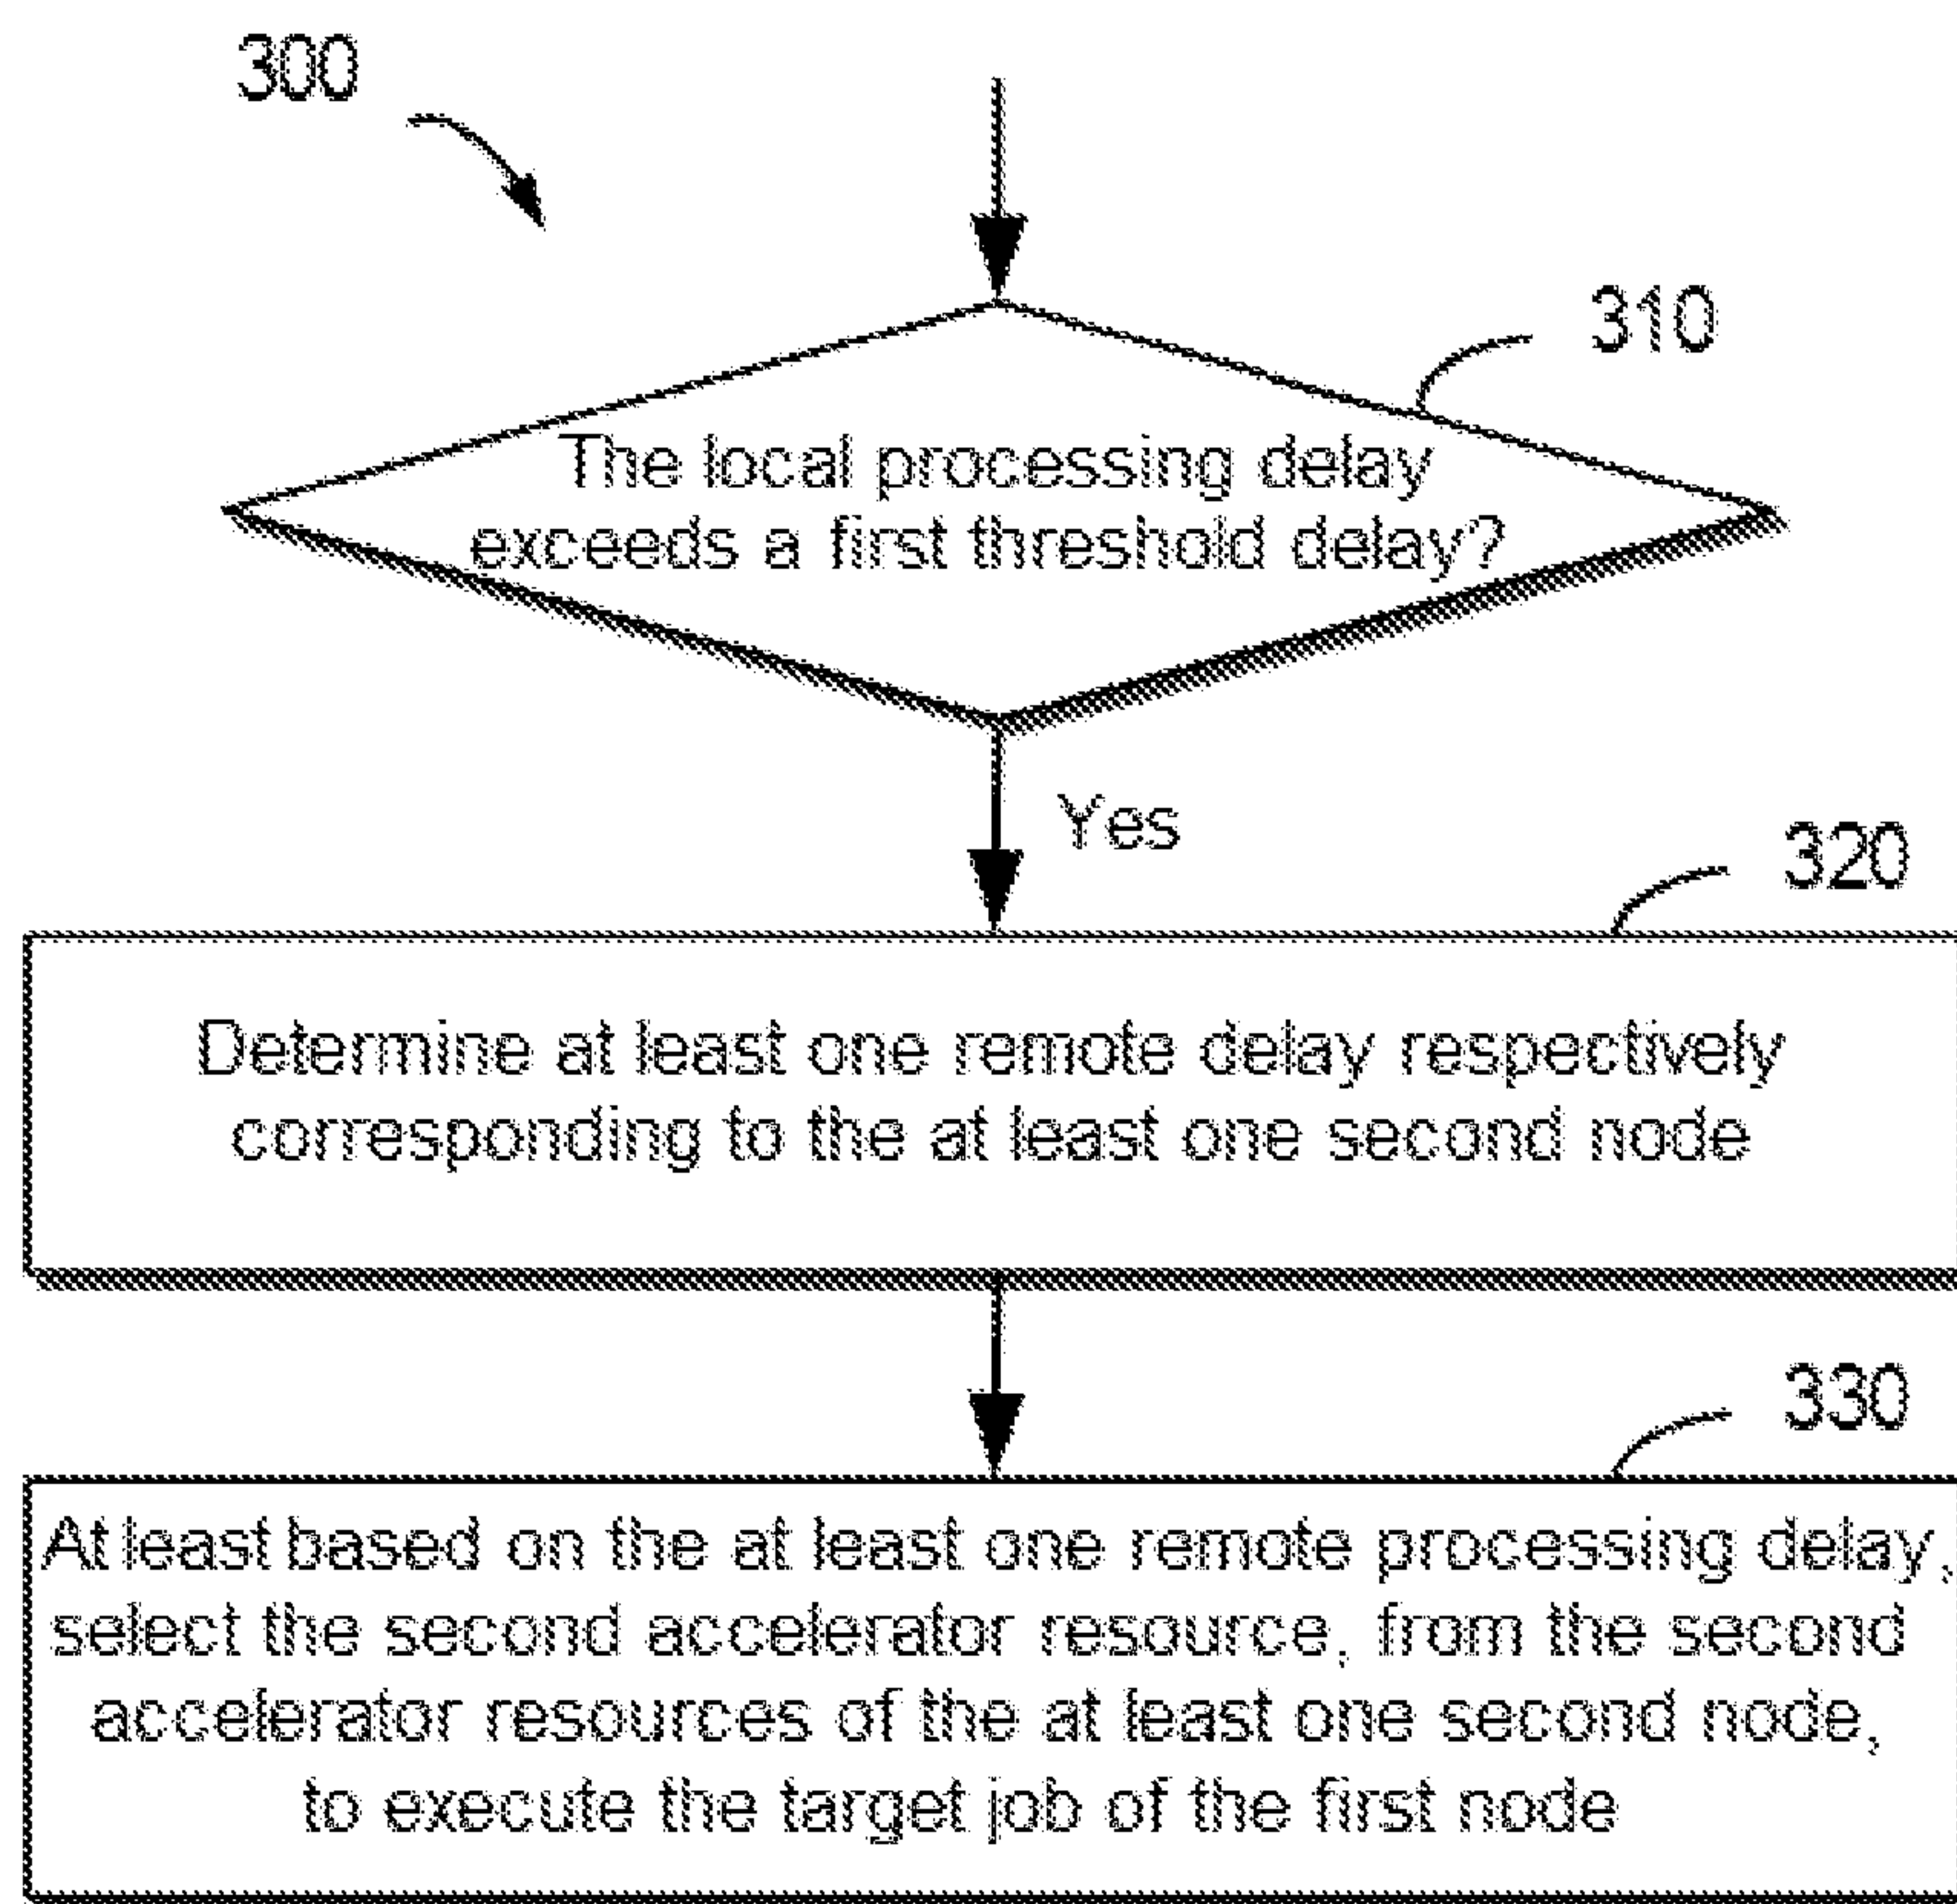 300
310
The local processing delay
exceeds a first threshold delay?
Yes
320
Determine at least one remote delay respectively
corresponding to the at least one second node
330
At least based on the at least one remote processing delay,
select the second accelerator resource, from the second
accelerator resources of the at least one second node,
to execute the target job of the first node